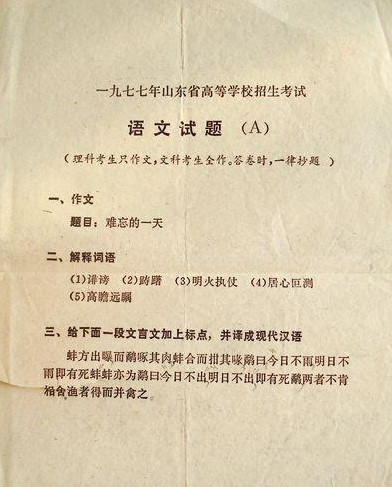 一九七七年山东省高等学校招生考试
语文试题（A）
（理科考生只作文，文科考生全作。答卷时，一律抄题）
一、作文
题目：难忘的一天
二、解释词语
(1)诽谤 (2)踌躇 (3)明火执仗 (4)居心叵测
(5)高瞻远瞩
三、给下面一段文言文加上标点，并译成现代汉语
蚌方出曝而鹬啄其肉蚌合而拑其喙鹬曰今日不雨明日不
雨即有死蚌蚌亦为鹬曰今日不出明日不出即有死鹬两者不肯
相舍渔者得而并禽之